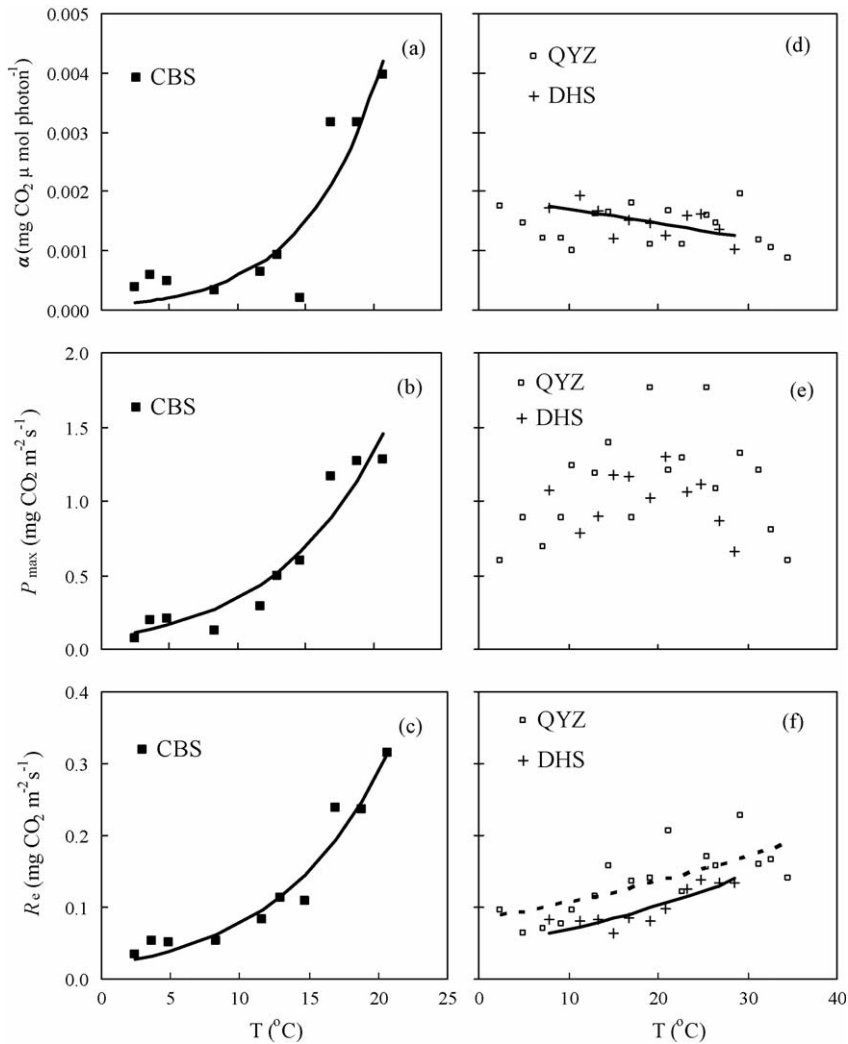 0.005
0.004
0.003
0.002
0.001
0.000
α (mg CO₂ μ mol photon⁻¹)
■ CBS
(a)
□ QYZ
+ DHS
(d)
2.0
1.5
1.0
0.5
0.0
P max (mg CO₂ m⁻² s⁻¹)
■ CBS
(b)
□ QYZ
+ DHS
(e)
0.4
0.3
0.2
0.1
0.0
R e (mg CO₂ m⁻² s⁻¹)
■ CBS
(c)
□ QYZ
+ DHS
(f)
0 5 10 15 20 25
T (°C)
0 10 20 30 40
T (°C)